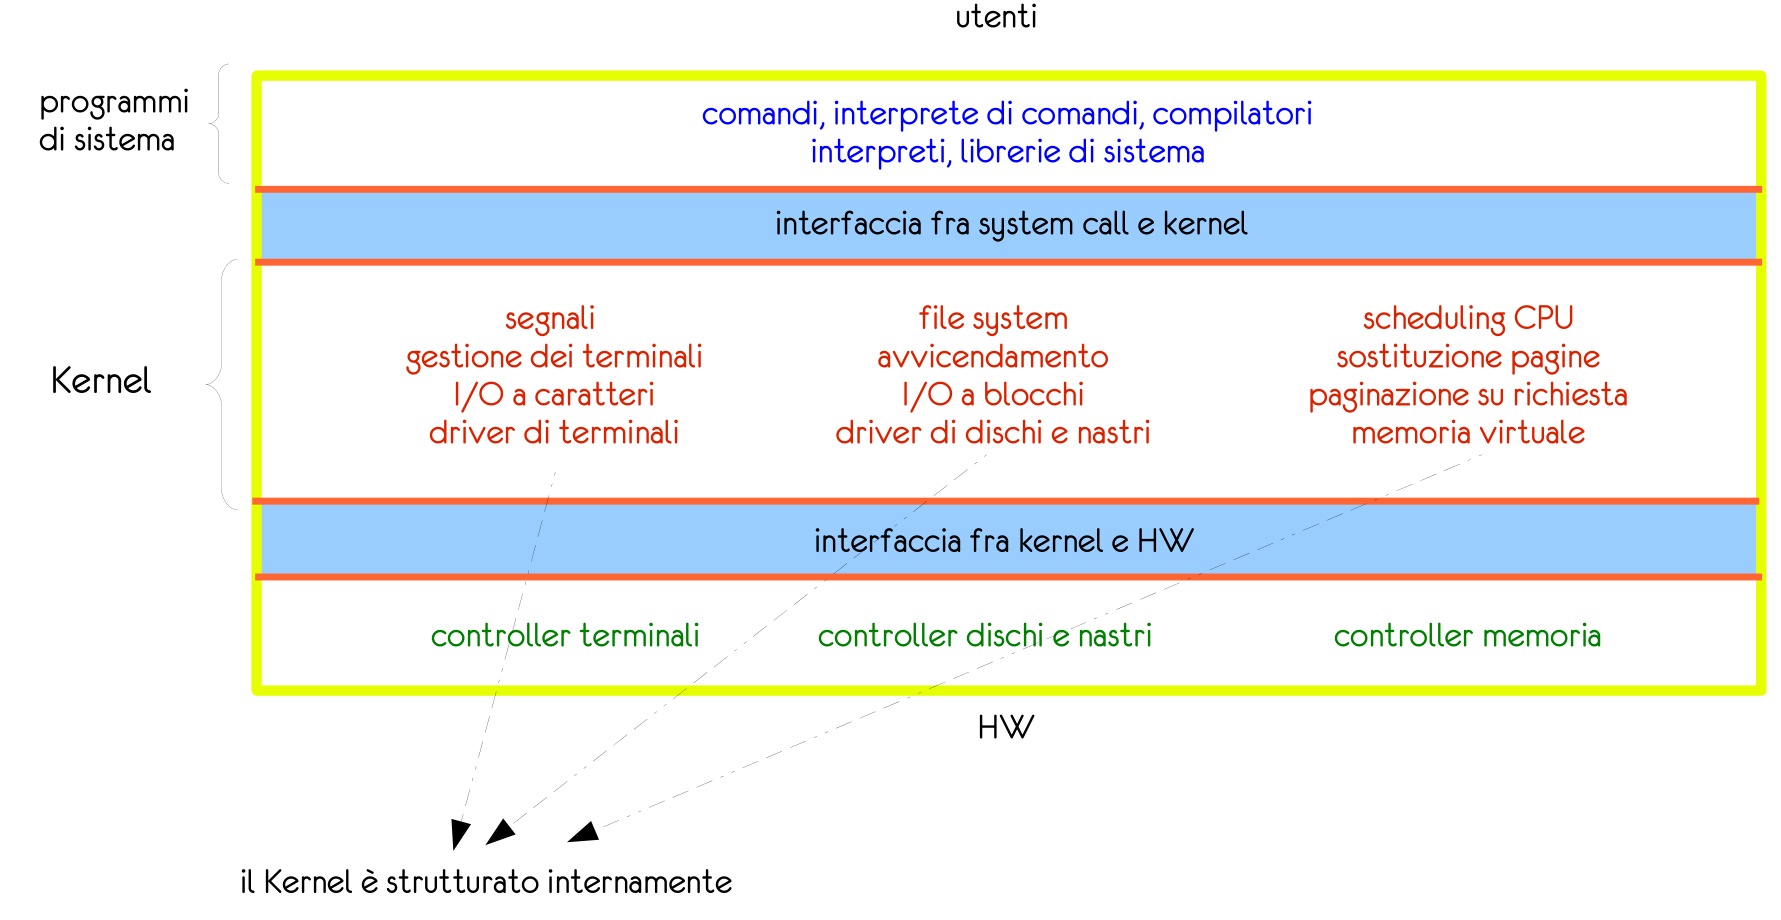 utenti
programmi
di sistema
comandi, interprete di comandi, compilatori
interpreti, librerie di sistema
interfaccia fra system call e kernel
Kernel
segnali
gestione dei terminali
I/O a caratteri
driver di terminali
file system
avvicendamento
I/O a blocchi
driver di dischi e nastri
scheduling CPU
sostituzione pagine
paginazione su richiesta
memoria virtuale
interfaccia fra kernel e HW
controller terminali
controller dischi e nastri
controller memoria
HW
il Kernel è strutturato internamente